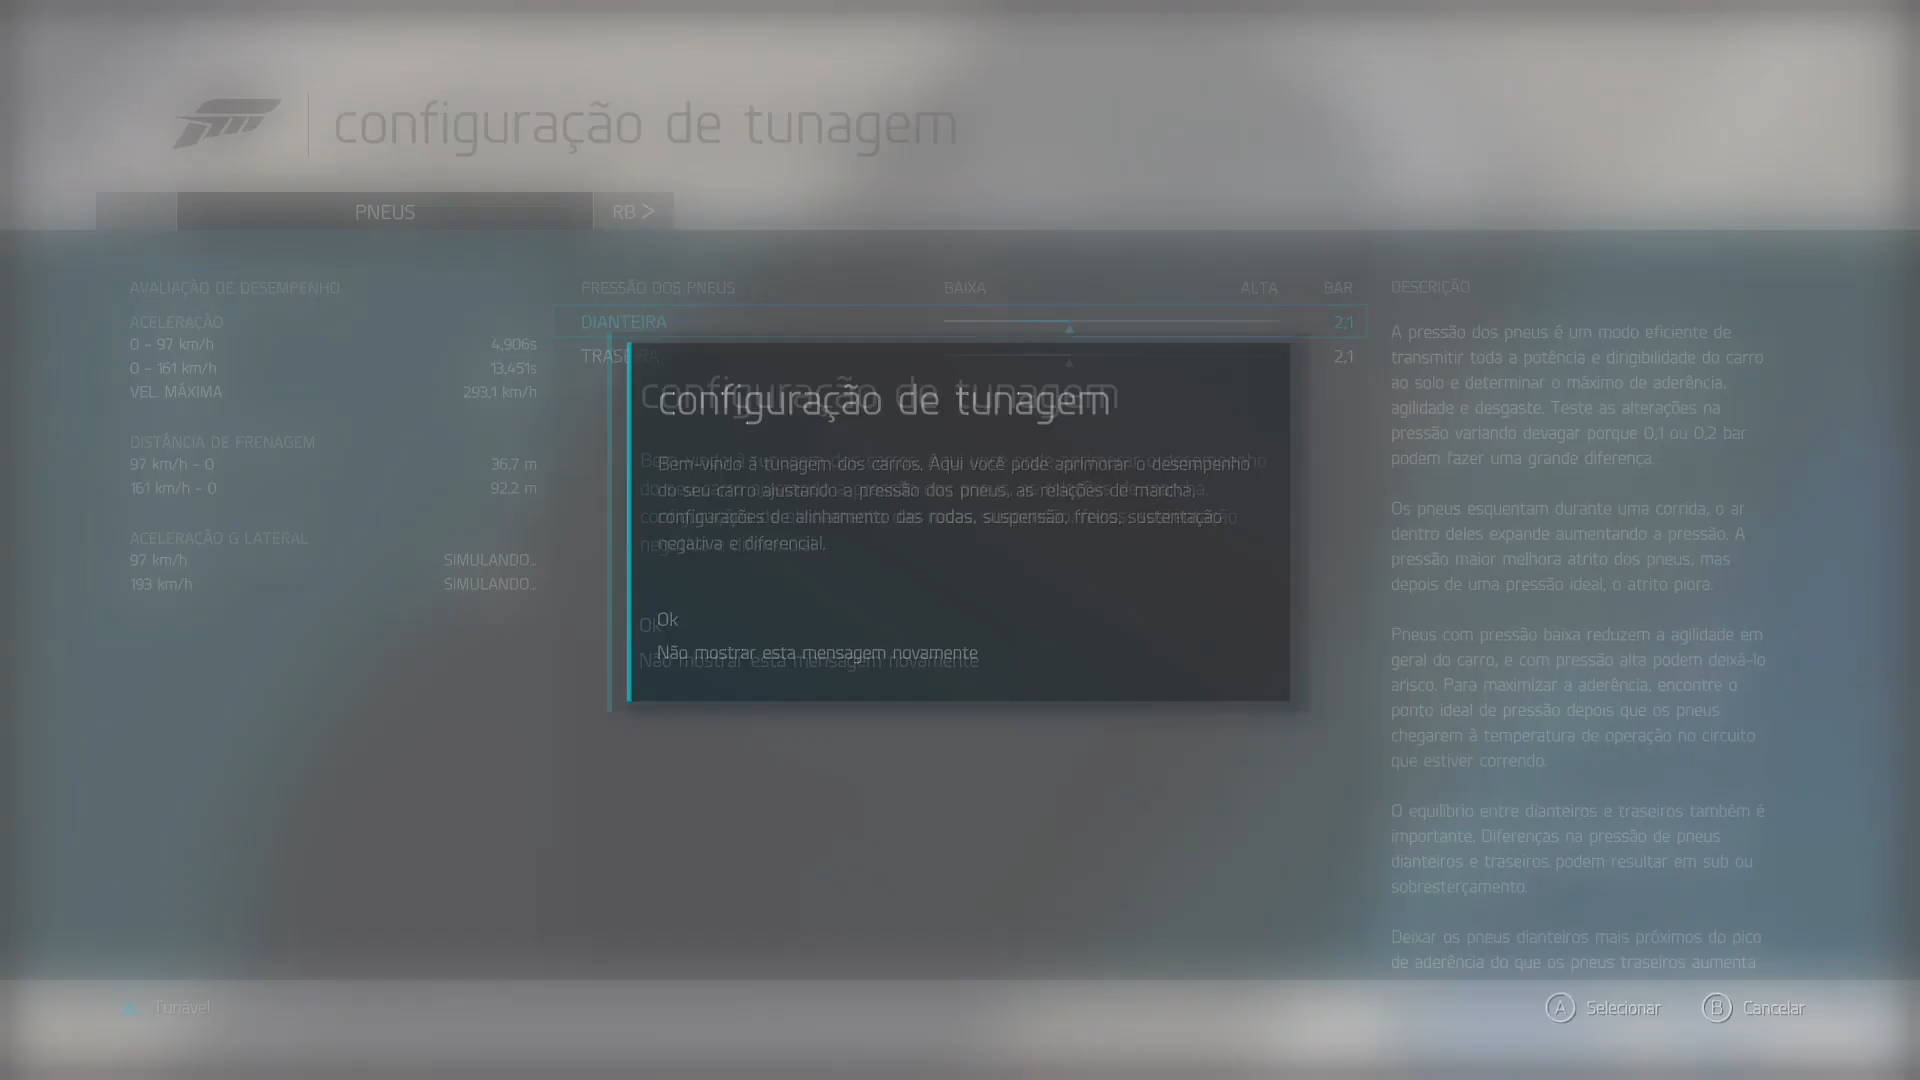 configuração de tunagem
PNEUS
RB >
AVALIAÇÃO DE DESEMPENHO
ACELERAÇÃO
0 - 97 km/h 4,906s
0 - 161 km/h 13,451s
VEL. MÁXIMA 293,1 km/h
DISTÂNCIA DE FRENAGEM
97 km/h - 0 36,7 m
161 km/h - 0 92,2 m
ACELERAÇÃO G LATERAL
97 km/h SIMULANDO...
193 km/h SIMULANDO...
PRESSÃO DOS PNEUS BAIXA ALTA BAR
DIANTEIRA 2,1
TRASEIRA 2,1
configuração de tunagem
Bem-vindo à tunagem dos carros. Aqui você pode aprimorar o desempenho
do seu carro ajustando a pressão dos pneus, as relações de marcha,
configurações de alinhamento das rodas, suspensão, freios, sustentação
negativa e diferencial.
Ok
Não mostrar esta mensagem novamente
DESCRIÇÃO
A pressão dos pneus é um modo eficiente de
transmitir toda a potência e dirigibilidade do carro
ao solo e determinar o máximo de aderência,
agilidade e desgaste. Teste as alterações na
pressão variando devagar porque 0,1 ou 0,2 bar
podem fazer uma grande diferença.
Os pneus esquentam durante uma corrida, o ar
dentro deles expande aumentando a pressão. A
pressão maior melhora atrito dos pneus, mas
depois de uma pressão ideal, o atrito piora.
Pneus com pressão baixa reduzem a agilidade em
geral do carro, e com pressão alta podem deixá-lo
arisco. Para maximizar a aderência, encontre o
ponto ideal de pressão depois que os pneus
chegarem à temperatura de operação no circuito
que estiver correndo.
O equilíbrio entre dianteiros e traseiros também é
importante. Diferenças na pressão de pneus
dianteiros e traseiros podem resultar em sub ou
sobresterçamento.
Deixar os pneus dianteiros mais próximos do pico
de aderência do que os pneus traseiros aumenta
Tunável
A Selecionar
B Cancelar